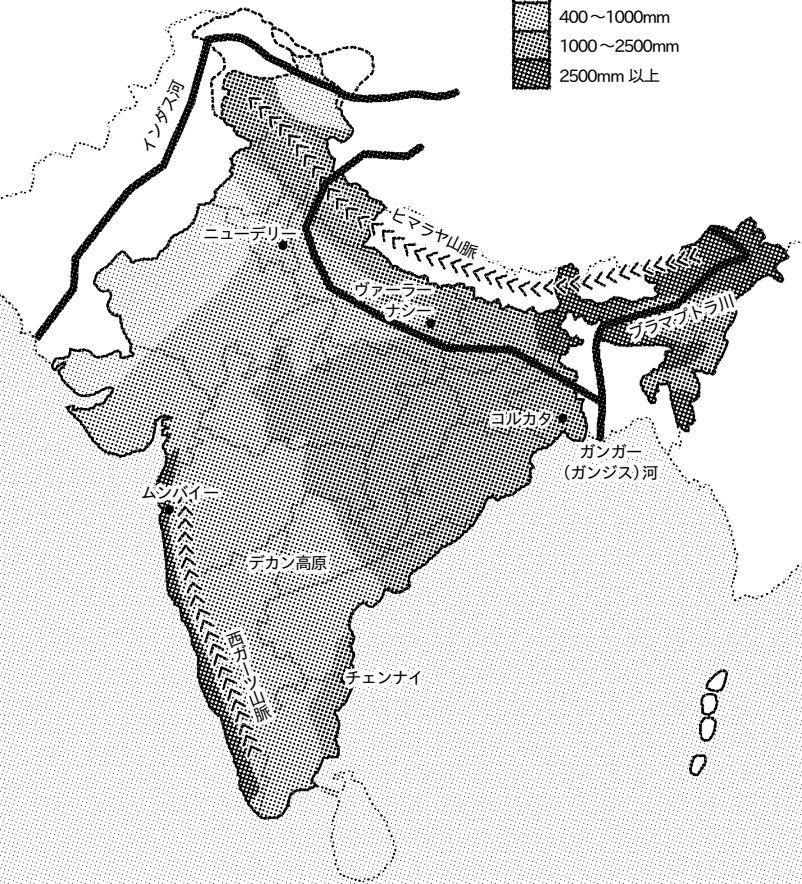 400〜1000mm
1000〜2500mm
2500mm 以上
インダス河
ニューデリー
ヒマラヤ山脈
ヴァーラー
ナシー
ブラマプトラ川
コルカタ
ガンガー
（ガンジス）河
ムンバイー
デカン高原
西ガーツ山脈
チェンナイ